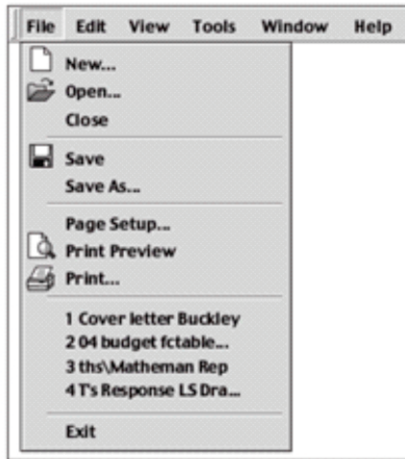 File Edit View Tools Window Help
New...
Open...
Close
Save
Save As...
Page Setup...
Print Preview
Print...
1 Cover letter Buckley
2 04 budget fctable...
3 ths\Matheman Rep
4 T's Response LS Dra...
Exit